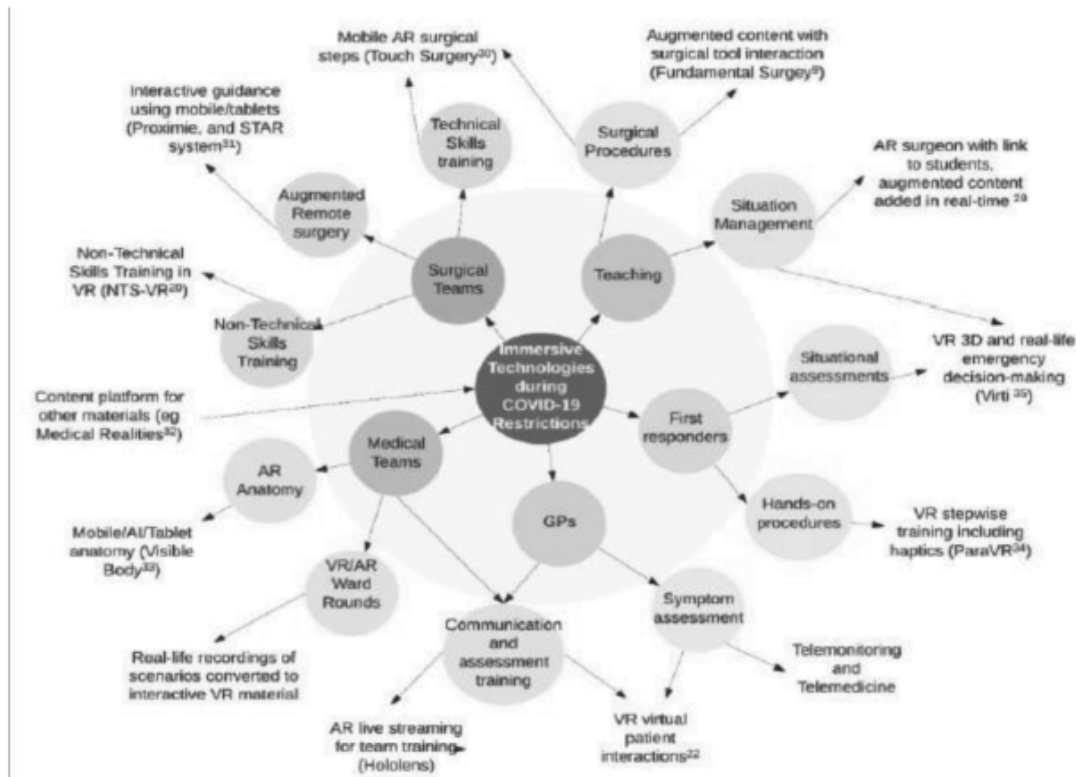 Mobile AR surgical
steps (Touch Surgery³⁰)
Augmented content with
surgical tool interaction
(Fundamental Surgey⁹)
Interactive guidance
using mobile/tablets
(Proximie, and STAR
system³¹)
Technical
Skills
training
Surgical
Procedures
AR surgeon with link
to students,
augmented content
added in real-time
Augmented
Remote
surgery
Situation
Management
Non-Technical
Skills Training in
VR (NTS-VR²⁰)
Surgical
Teams
Teaching
Non-Technical
Skills
Training
Immersive
Technologies
during
COVID-19
Restrictions
Situational
assessments
VR 3D and real-life
emergency
decision-making
(Virti ³⁵)
Content platform for
other materials (eg
Medical Realities³²)
First
responders
Medical
Teams
AR
Anatomy
GPs
Hands-on
procedures
VR stepwise
training including
haptics (ParaVR³⁴)
Mobile/AI/Tablet
anatomy (Visible
Body³³)
VR/AR
Ward
Rounds
Symptom
assessment
Communication
and
assessment
training
Real-life recordings of
scenarios converted to
interactive VR material
Telemonitoring
and
Telemedicine
AR live streaming
for team training
(Hololens)
VR virtual
patient
interactions²²